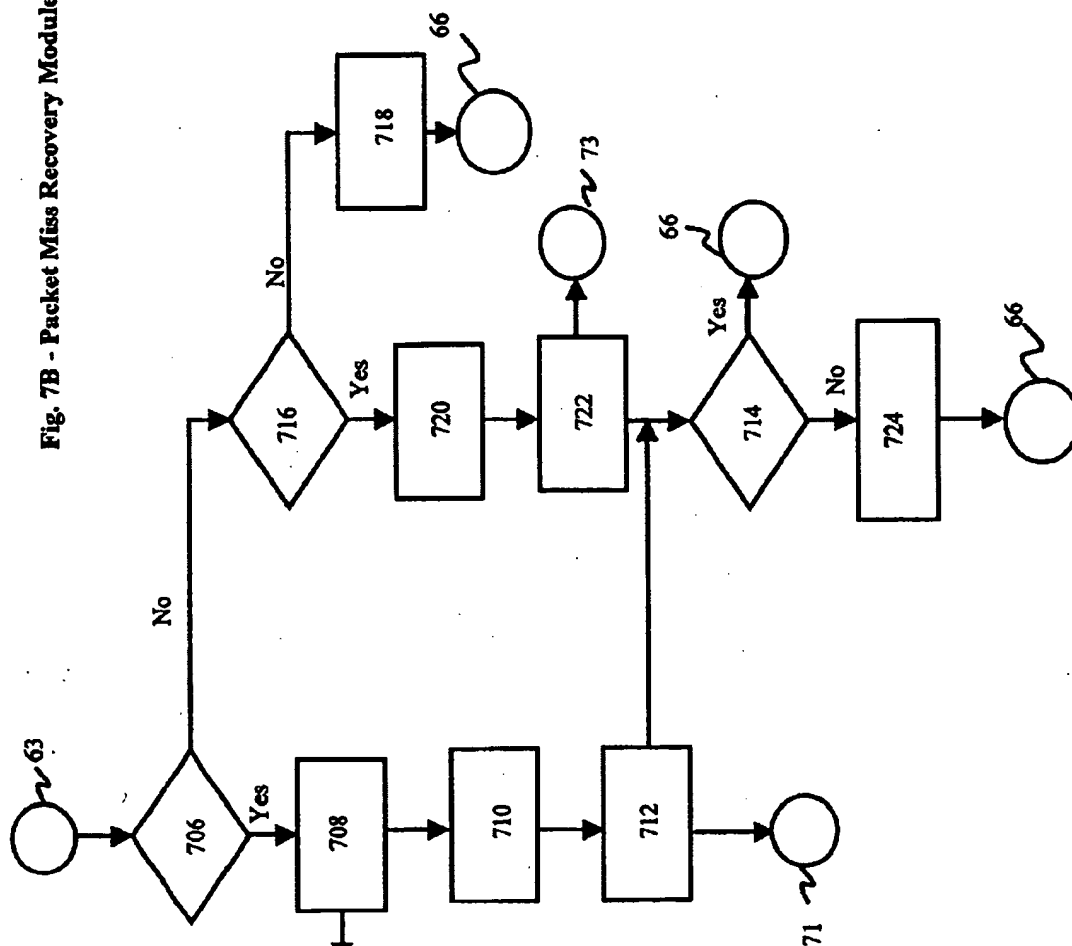 Fig. 7B - Packet Miss Recovery Module
63
706
No
Yes
708
710
712
71
716
No
718
66
Yes
720
722
73
714
Yes
66
No
724
66